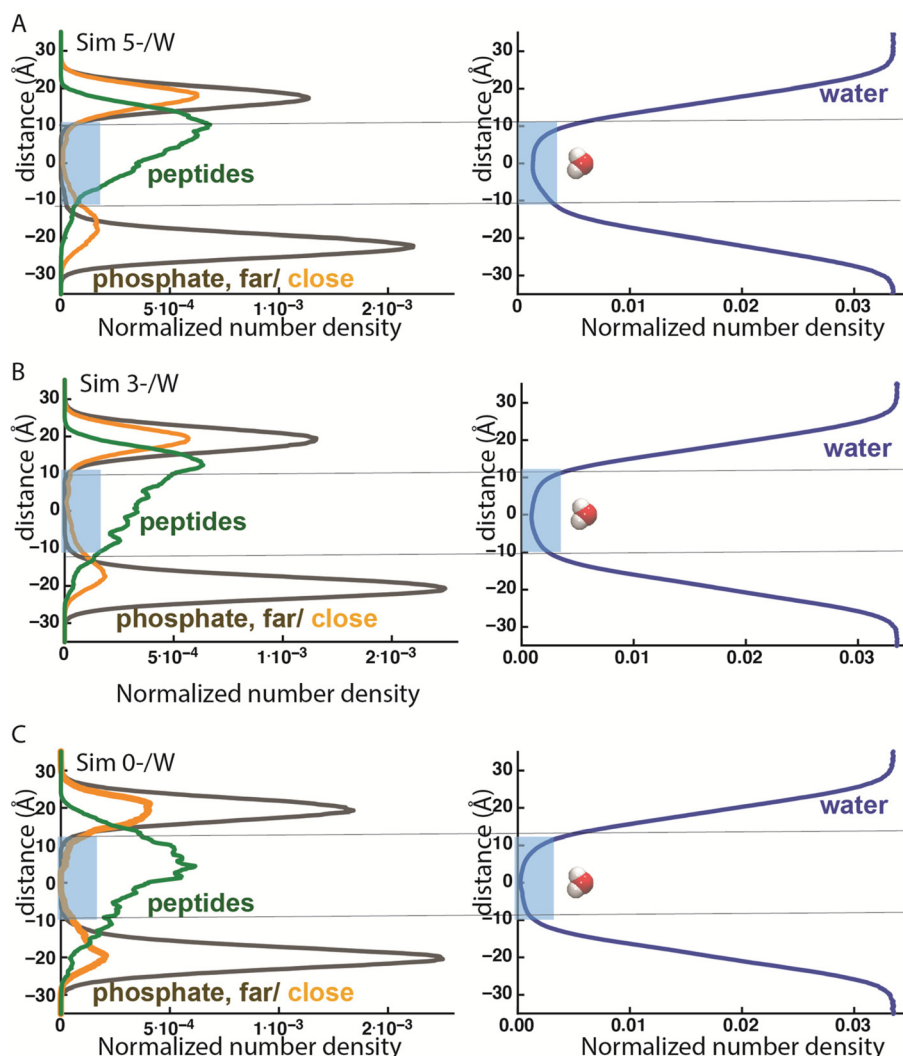 A
Sim 5-/W
distance (Å)
30
20
10
0
−10
−20
−30
peptides
phosphate, far/ close
0 5·10⁻⁴ 1·10⁻³ 2·10⁻³
Normalized number density
distance (Å)
30
20
10
0
−10
−20
−30
water
0.00 0.01 0.02 0.03
Normalized number density
B
Sim 3-/W
distance (Å)
30
20
10
0
−10
−20
−30
peptides
phosphate, far/ close
0 5·10⁻⁴ 1·10⁻³ 2·10⁻³
Normalized number density
distance (Å)
30
20
10
0
−10
−20
−30
water
0.00 0.01 0.02 0.03
Normalized number density
C
Sim 0-/W
distance (Å)
30
20
10
0
−10
−20
−30
peptides
phosphate, far/ close
0 5·10⁻⁴ 1·10⁻³ 2·10⁻³
Normalized number density
distance (Å)
30
20
10
0
−10
−20
−30
water
0.00 0.01 0.02 0.03
Normalized number density